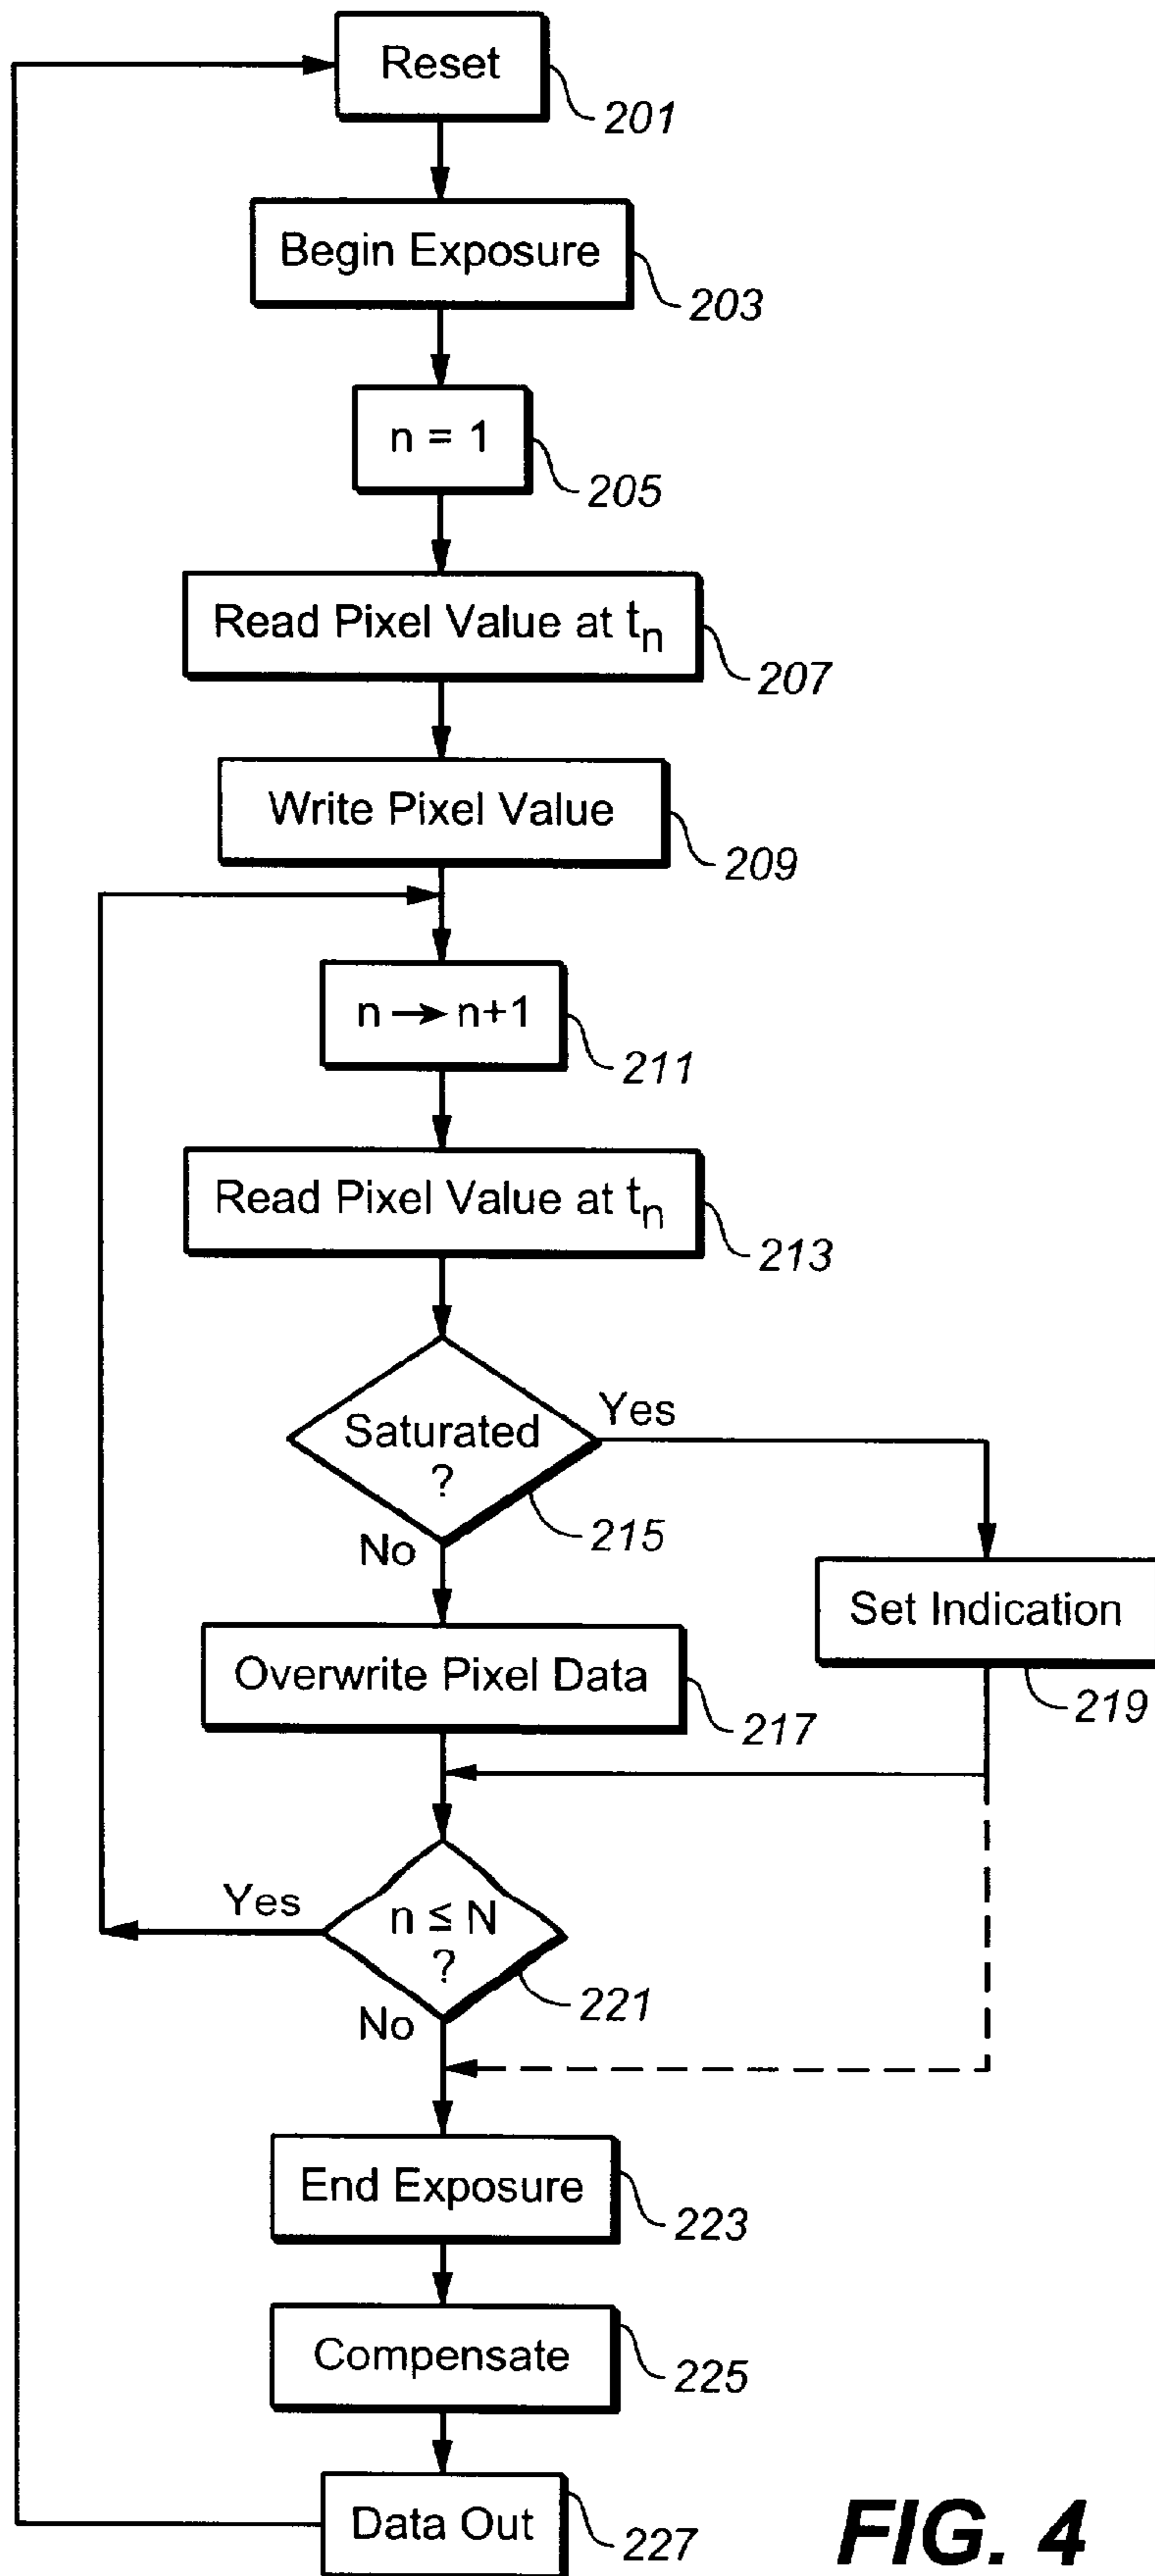 Reset
201
Begin Exposure
203
n = 1
205
Read Pixel Value at tn
207
Write Pixel Value
209
n → n+1
211
Read Pixel Value at tn
213
Saturated
?
Yes
215
No
Set Indication
219
Overwrite Pixel Data
217
n ≤ N
?
Yes
221
No
End Exposure
223
Compensate
225
Data Out
227
FIG. 4